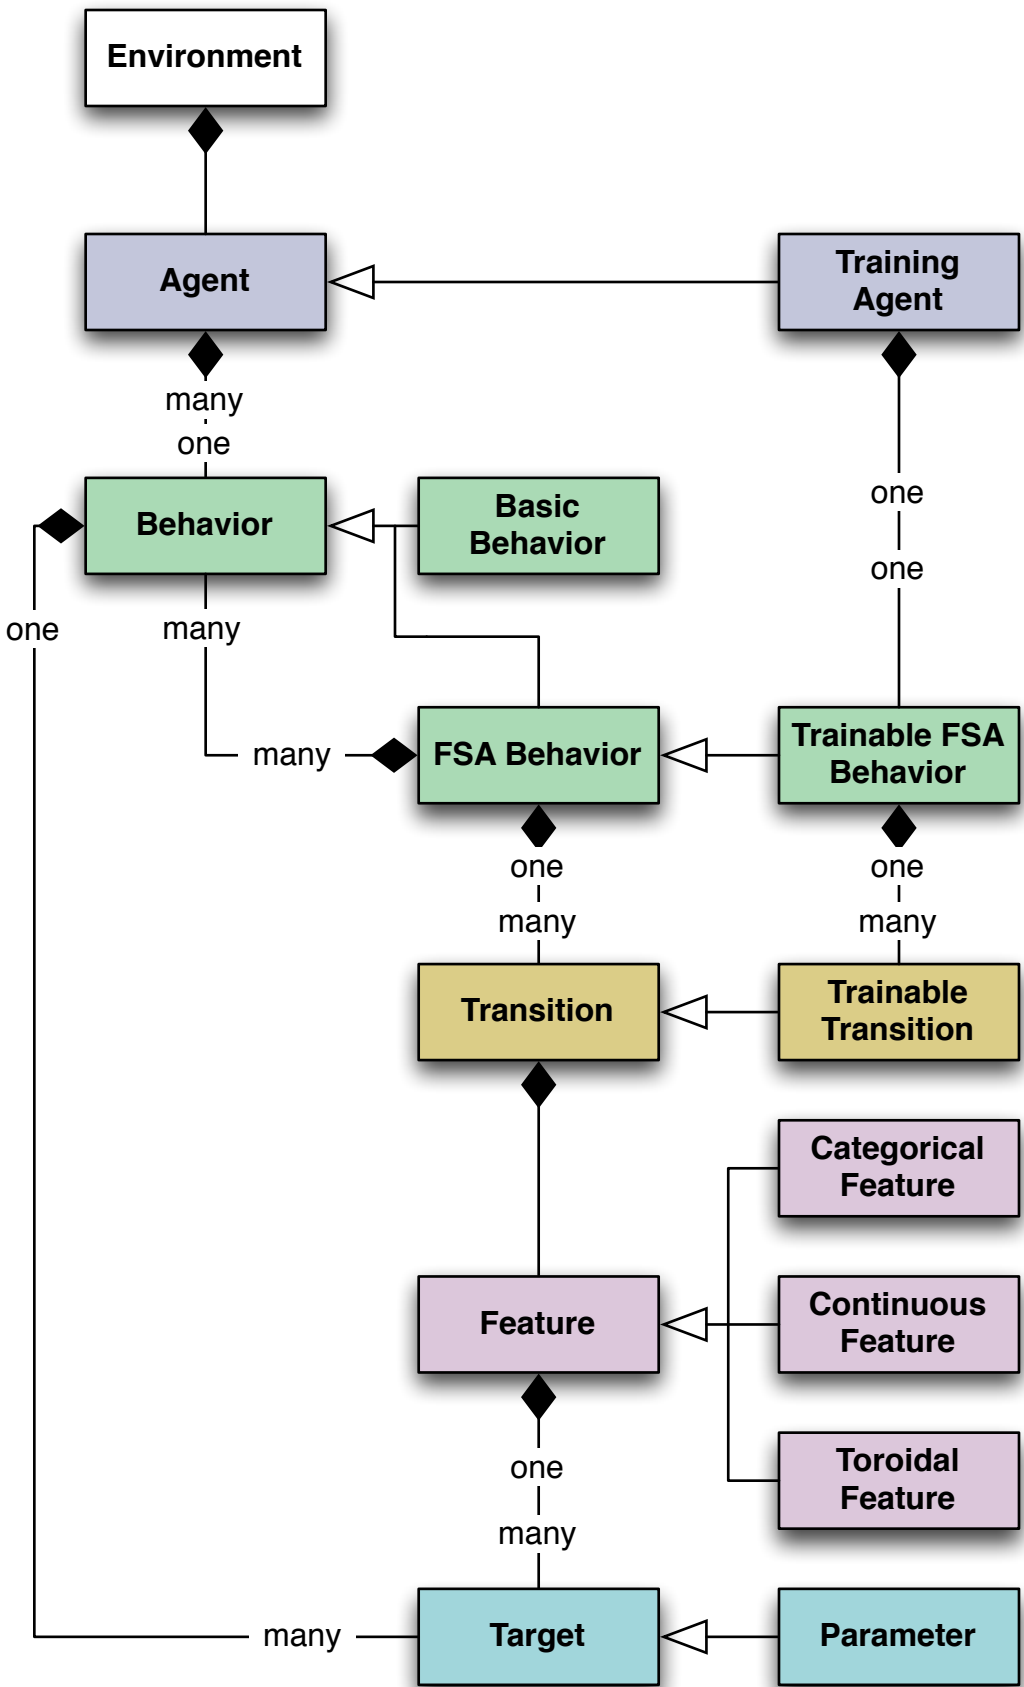 Environment
Agent
Training
Agent
many
one
one
Behavior
Basic
Behavior
one
one
many
many
FSA Behavior
Trainable FSA
Behavior
one
one
many
many
Transition
Trainable
Transition
Categorical
Feature
Feature
Continuous
Feature
Toroidal
Feature
one
many
many
Target
Parameter